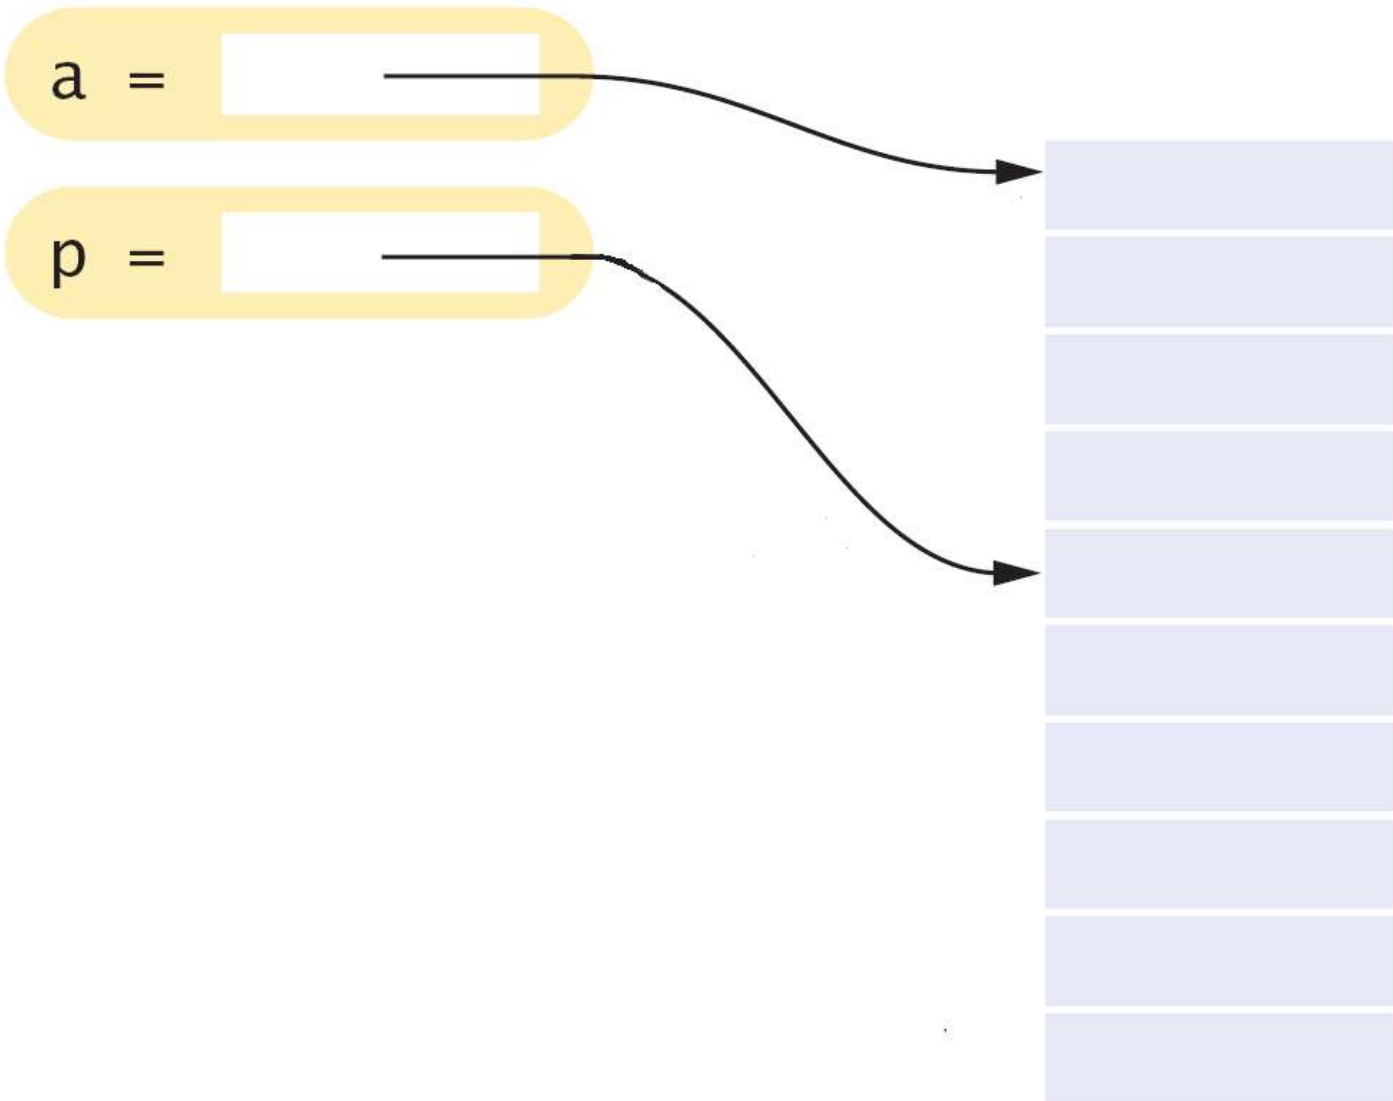 a =
p =